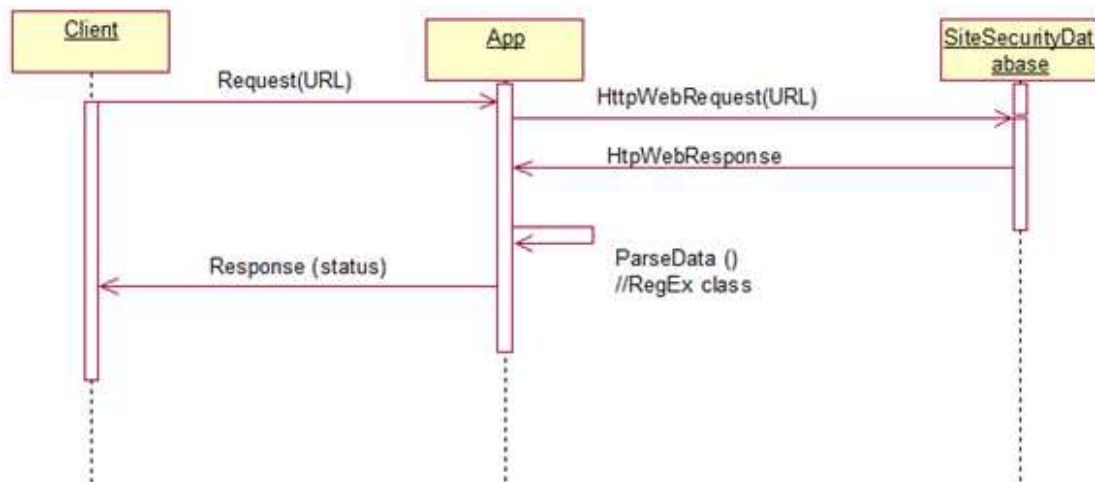 Client
App
SiteSecurityDat
abase
Request(URL)
HttpWebRequest(URL)
HtpWebResponse
ParseData ()
//RegEx class
Response (status)